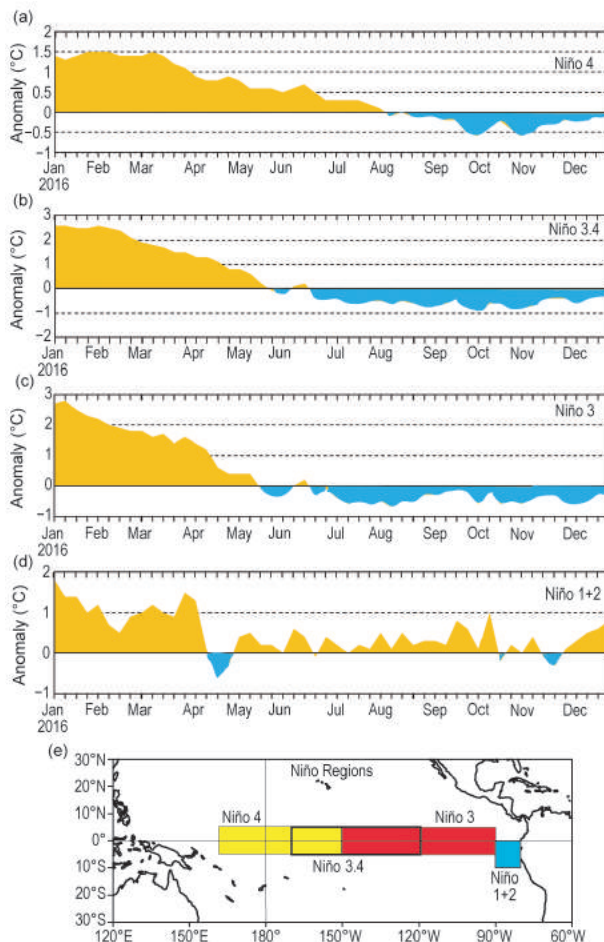 (a)
Anomaly (°C)
2
1.5
1
0.5
0
−0.5
−1
Niño 4
Jan Feb Mar Apr May Jun Jul Aug Sep Oct Nov Dec
2016
(b)
Anomaly (°C)
3
2
1
0
−1
2
Niño 3.4
Jan Feb Mar Apr May Jun Jul Aug Sep Oct Nov Dec
2016
(c)
Anomaly (°C)
3
2
1
0
−1
Niño 3
Jan Feb Mar Apr May Jun Jul Aug Sep Oct Nov Dec
2016
(d)
Anomaly (°C)
2
1
0
−1
Niño 1+2
Jan Feb Mar Apr May Jun Jul Aug Sep Oct Nov Dec
2016
(e)
30°N
20°N
10°N
0°
10°S
20°S
30°S
Niño Regions
Niño 4
Niño 3
Niño 3.4
Niño
1+2
120°E 150°E 180° 150°W 120°W 90°W 60°W